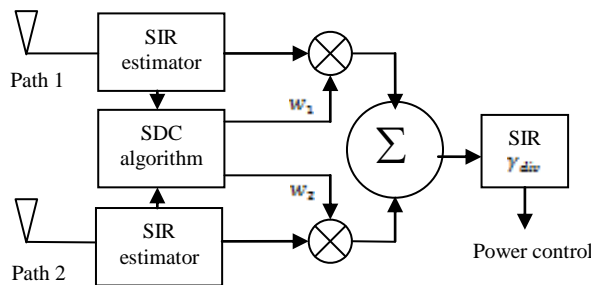 SIR
estimator
Path 1
w₁
SDC
algorithm
Σ
SIR
γdiv
w₂
SIR
estimator
Power control
Path 2